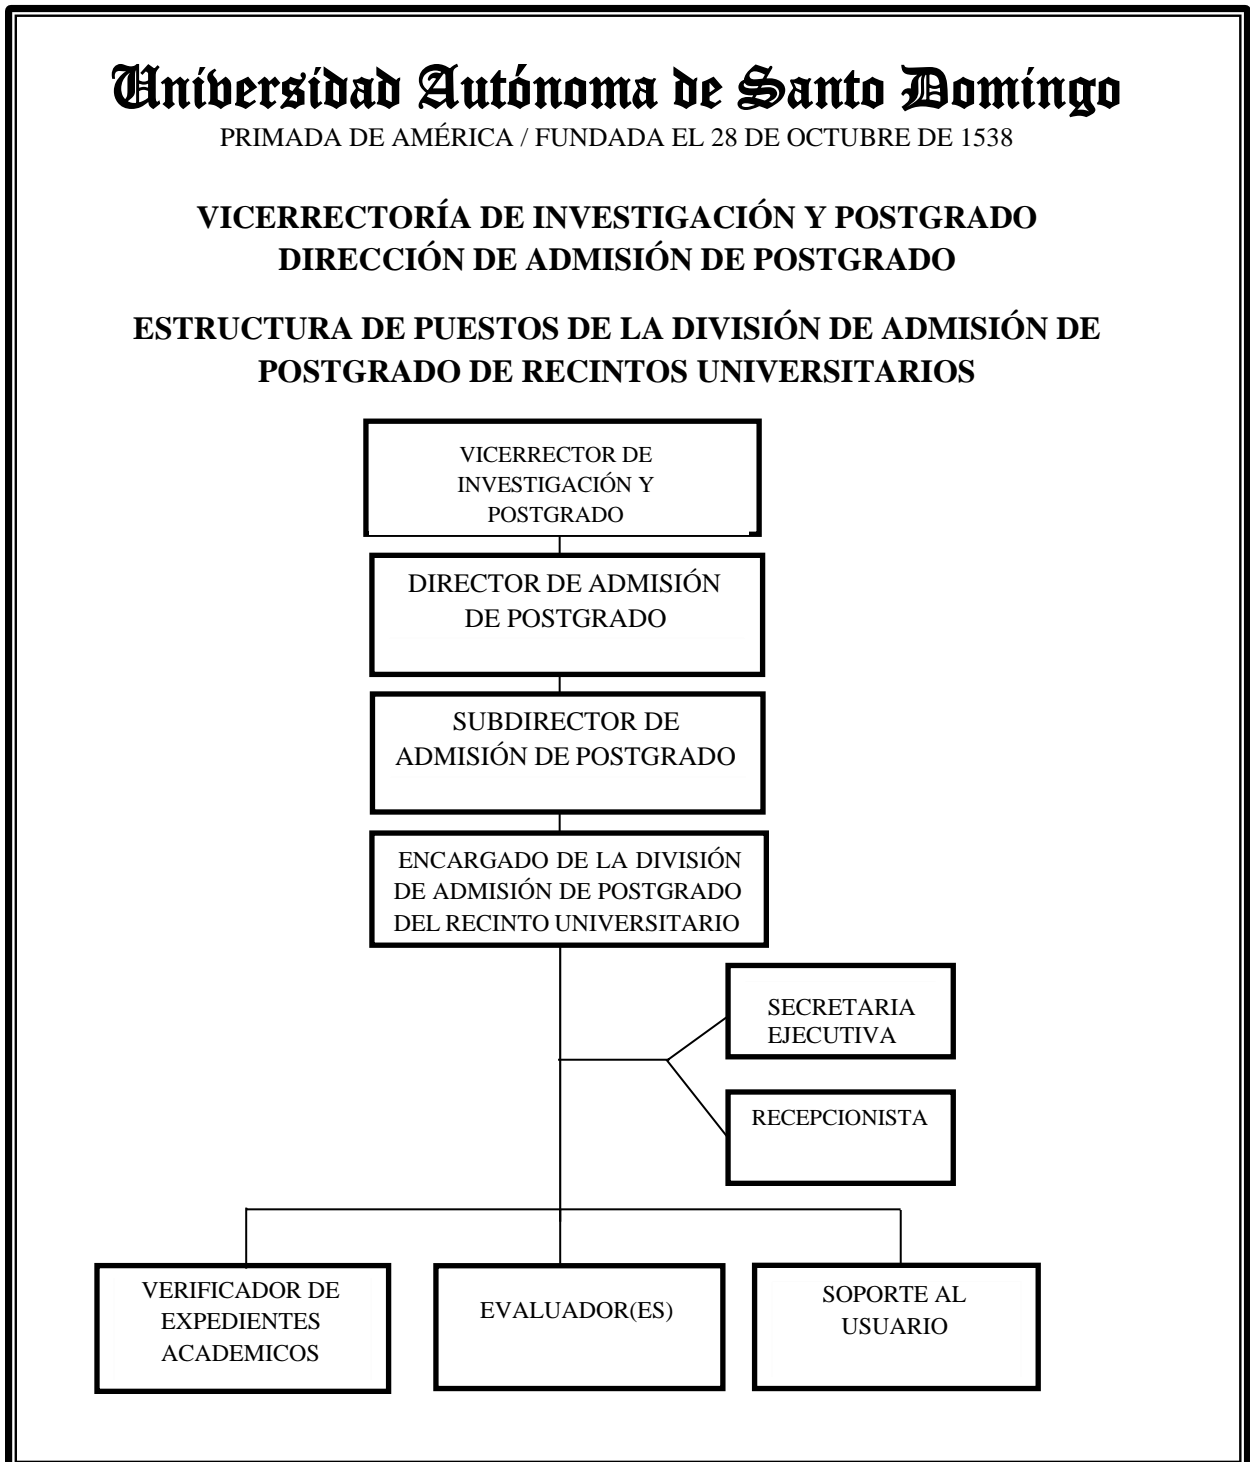 Universidad Autónoma de Santo Domingo
PRIMADA DE AMÉRICA / FUNDADA EL 28 DE OCTUBRE DE 1538
VICERRECTORÍA DE INVESTIGACIÓN Y POSTGRADO
DIRECCIÓN DE ADMISIÓN DE POSTGRADO
ESTRUCTURA DE PUESTOS DE LA DIVISIÓN DE ADMISIÓN DE
POSTGRADO DE RECINTOS UNIVERSITARIOS
VICERRECTOR DE
INVESTIGACIÓN Y
POSTGRADO
DIRECTOR DE ADMISIÓN
DE POSTGRADO
SUBDIRECTOR DE
ADMISIÓN DE POSTGRADO
ENCARGADO DE LA DIVISIÓN
DE ADMISIÓN DE POSTGRADO
DEL RECINTO UNIVERSITARIO
SECRETARIA
EJECUTIVA
RECEPCIONISTA
VERIFICADOR DE
EXPEDIENTES
ACADEMICOS
EVALUADOR(ES)
SOPORTE AL
USUARIO